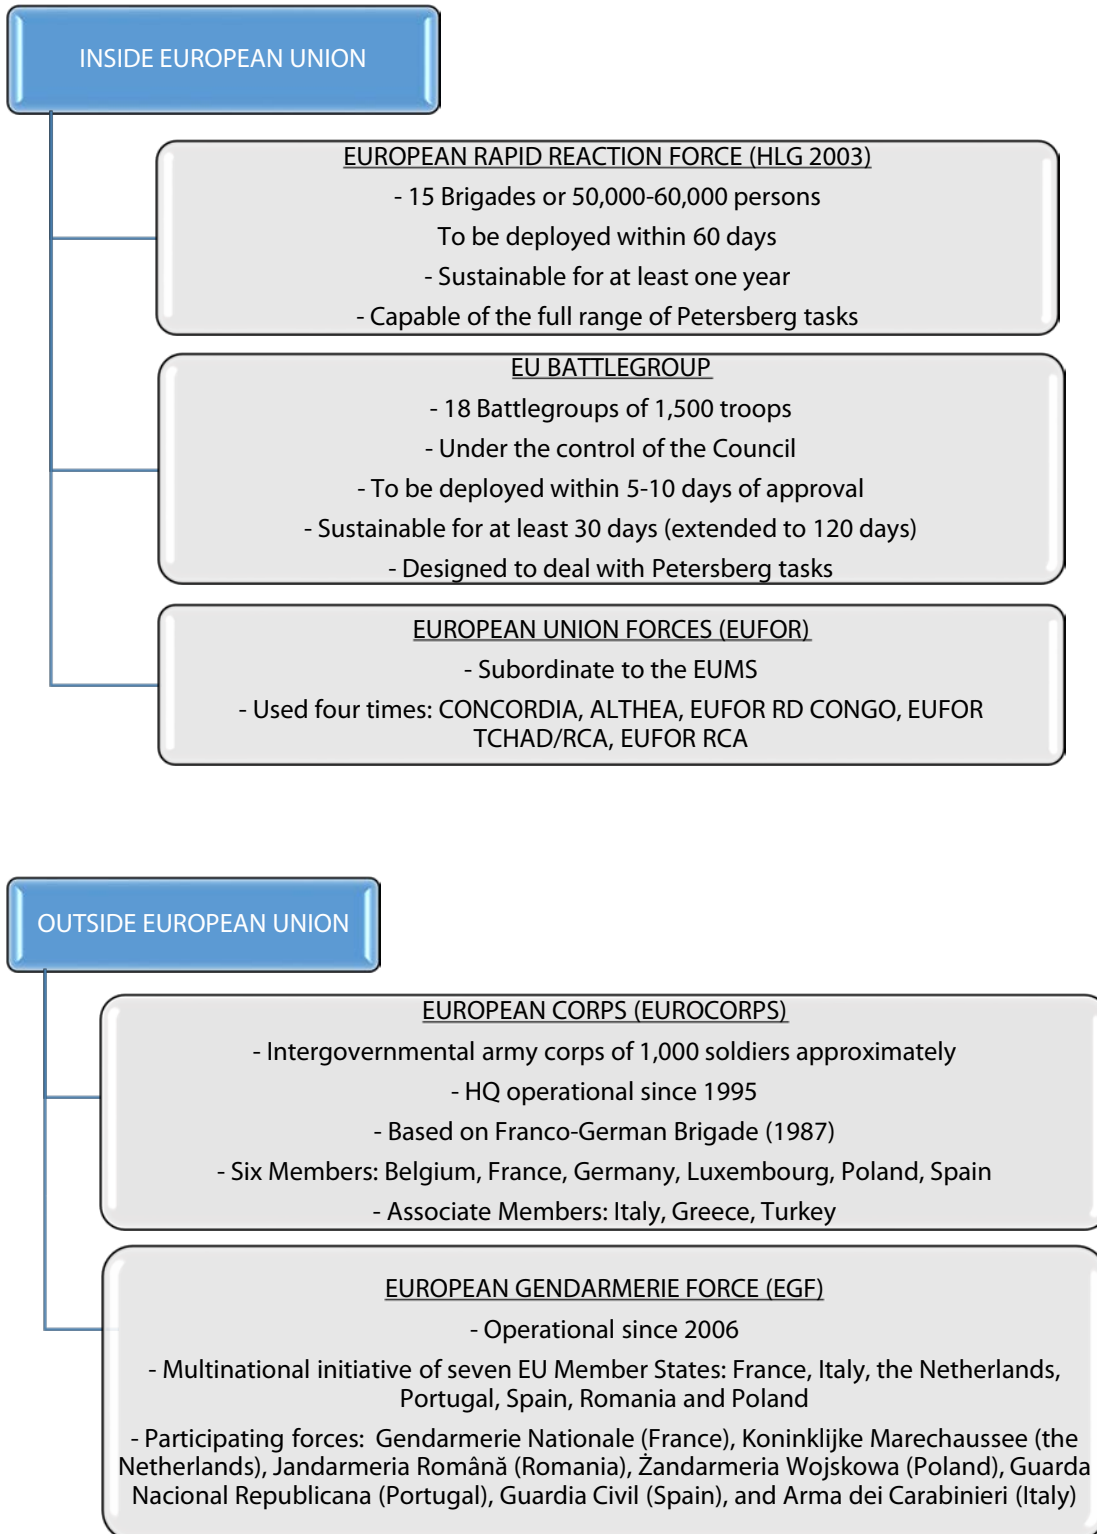 INSIDE EUROPEAN UNION
EUROPEAN RAPID REACTION FORCE (HLG 2003)
- 15 Brigades or 50,000-60,000 persons
To be deployed within 60 days
- Sustainable for at least one year
- Capable of the full range of Petersberg tasks
EU BATTLEGROUP
- 18 Battlegroups of 1,500 troops
- Under the control of the Council
- To be deployed within 5-10 days of approval
- Sustainable for at least 30 days (extended to 120 days)
- Designed to deal with Petersberg tasks
EUROPEAN UNION FORCES (EUFOR)
- Subordinate to the EUMS
- Used four times: CONCORDIA, ALTHEA, EUFOR RD CONGO, EUFOR
TCHAD/RCA, EUFOR RCA
OUTSIDE EUROPEAN UNION
EUROPEAN CORPS (EUROCORPS)
- Intergovernmental army corps of 1,000 soldiers approximately
- HQ operational since 1995
- Based on Franco-German Brigade (1987)
- Six Members: Belgium, France, Germany, Luxembourg, Poland, Spain
- Associate Members: Italy, Greece, Turkey
EUROPEAN GENDARMERIE FORCE (EGF)
- Operational since 2006
- Multinational initiative of seven EU Member States: France, Italy, the Netherlands,
Portugal, Spain, Romania and Poland
- Participating forces: Gendarmerie Nationale (France), Koninklijke Marechaussee (the
Netherlands), Jandarmeria Română (Romania), Żandarmeria Wojskowa (Poland), Guarda
Nacional Republicana (Portugal), Guardia Civil (Spain), and Arma dei Carabinieri (Italy)